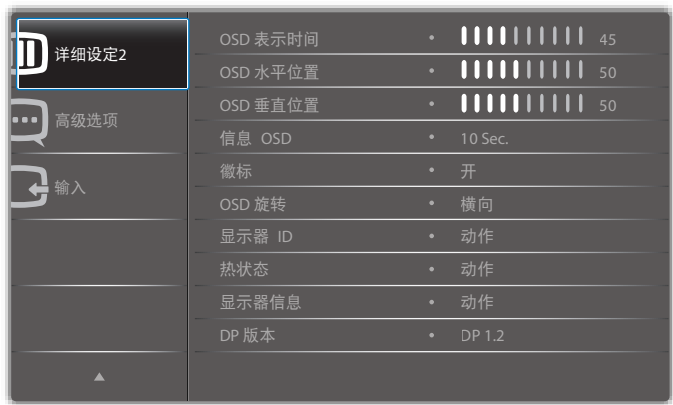 详细设定2
高级选项
输入
OSD 表示时间 • 45
OSD 水平位置 • 50
OSD 垂直位置 • 50
信息 OSD • 10 Sec.
徽标 • 开
OSD 旋转 • 横向
显示器 ID • 动作
热状态 • 动作
显示器信息 • 动作
DP 版本 • DP 1.2